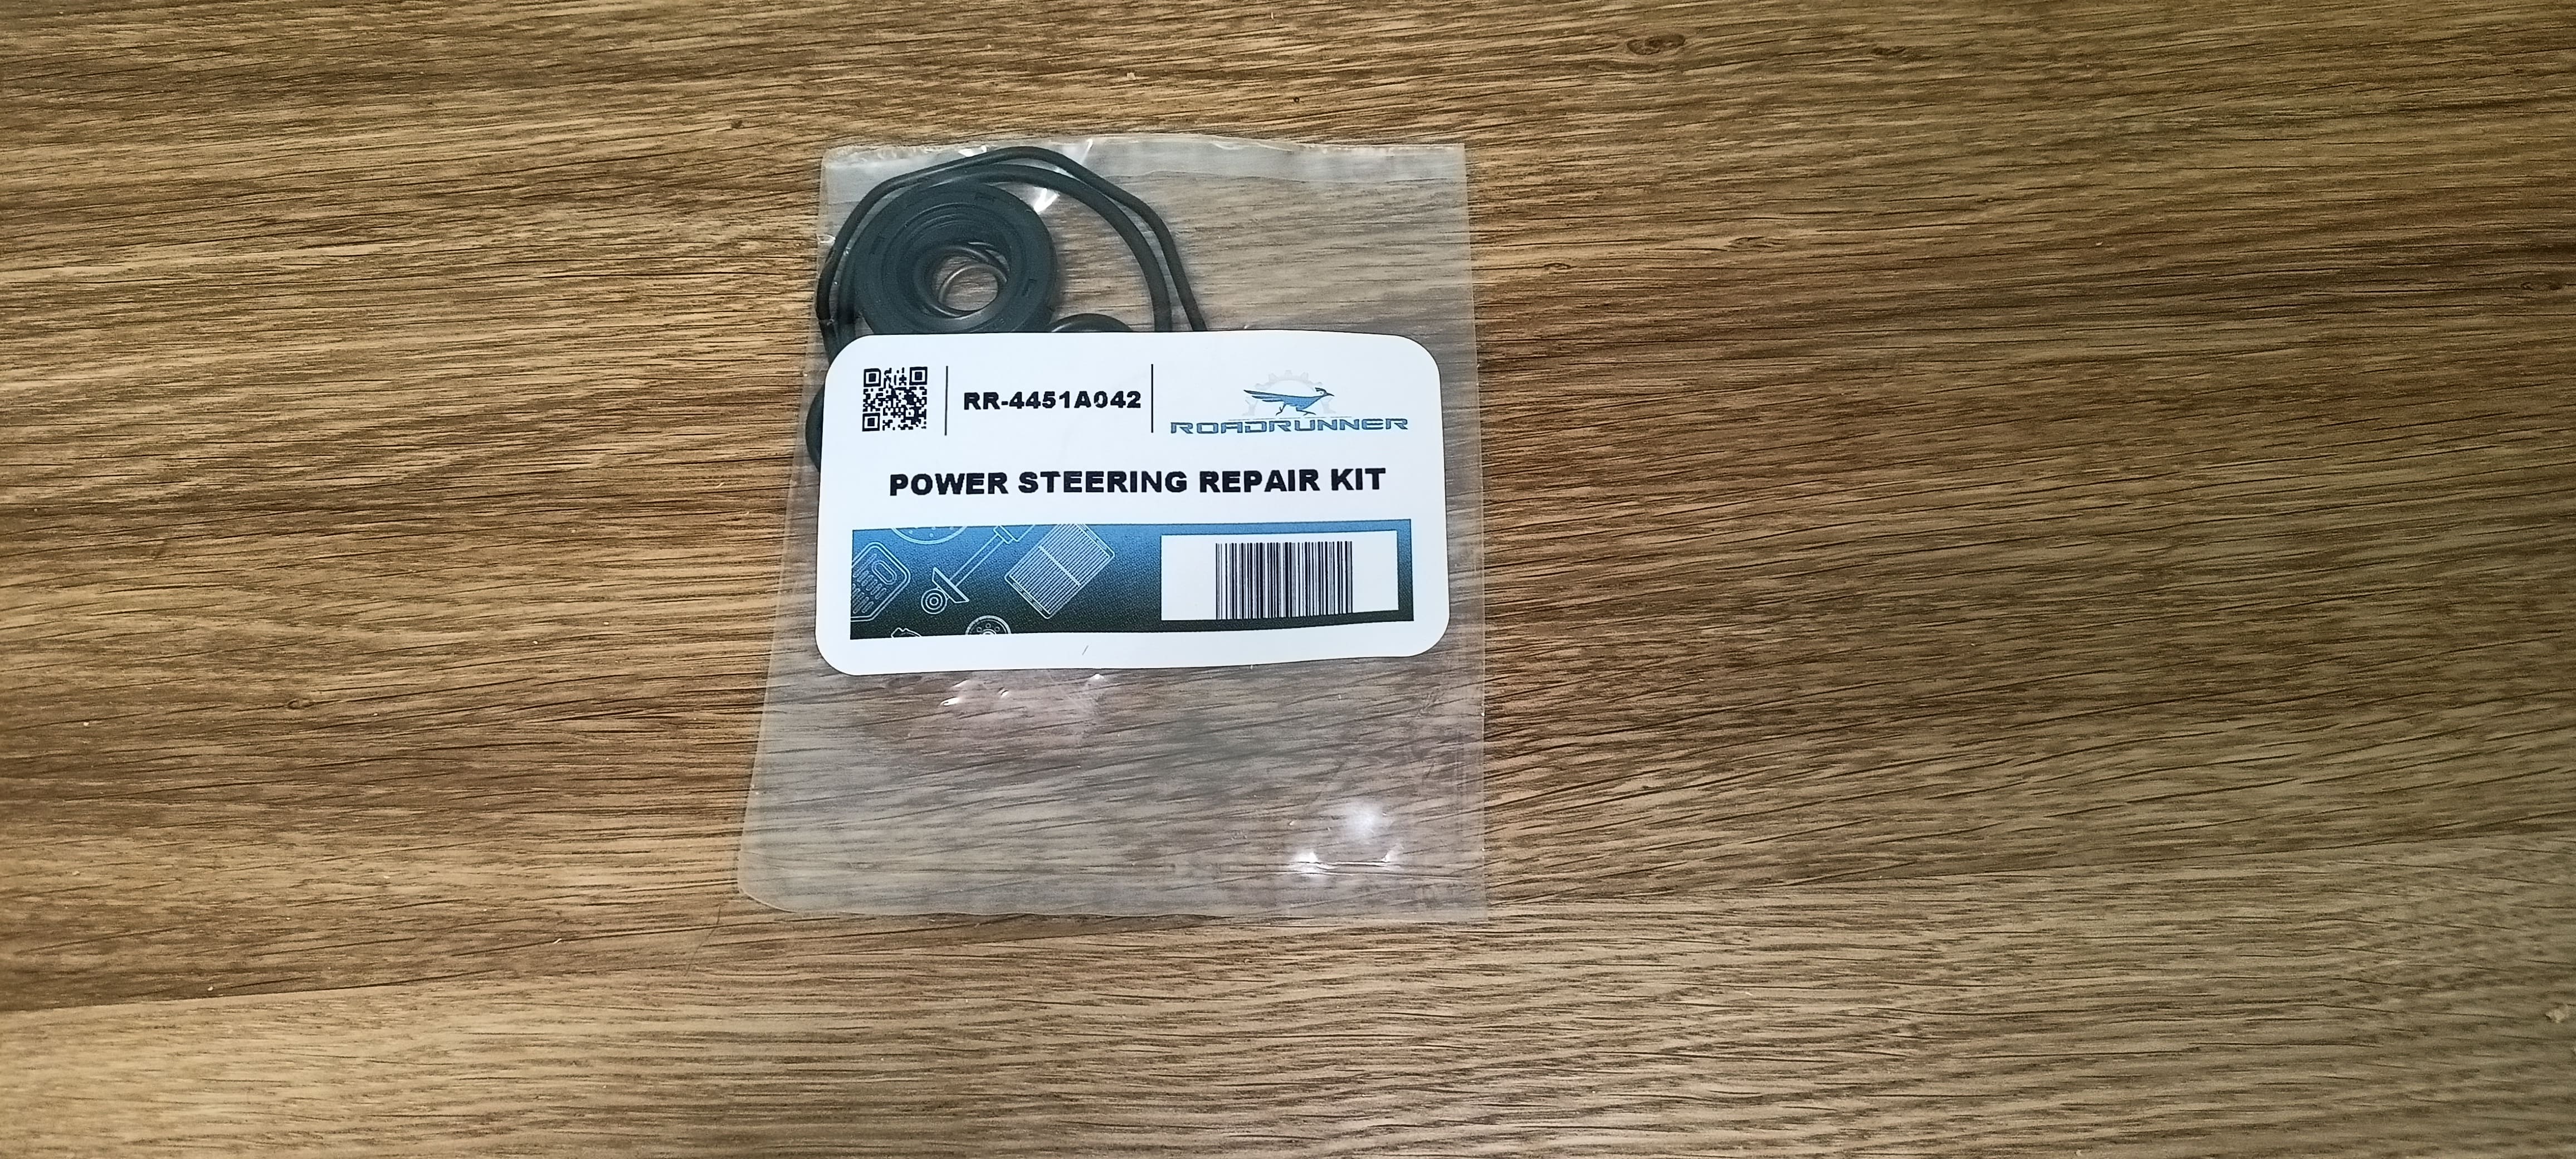 RR-4451A042
ROADRUNNER
POWER STEERING REPAIR KIT